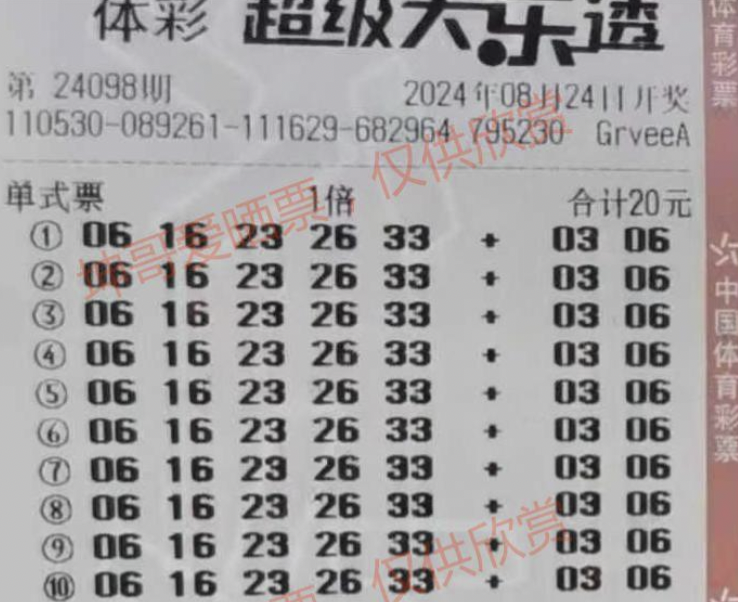 体彩 超级大乐透
第 24098期 2024年08月24日开奖
110530-089261-111629-682964 795230 GrveeA
单式票 1倍 合计20元
① 06 16 23 26 33 + 03 06
② 06 16 23 26 33 + 03 06
③ 06 16 23 26 33 + 03 06
④ 06 16 23 26 33 + 03 06
⑤ 06 16 23 26 33 + 03 06
⑥ 06 16 23 26 33 + 03 06
⑦ 06 16 23 26 33 + 03 06
⑧ 06 16 23 26 33 + 03 06
⑨ 06 16 23 26 33 + 03 06
⑩ 06 16 23 26 33 + 03 06
坤哥爱晒票，仅供欣赏
票，仅供欣赏
体育彩票
中国体育彩票